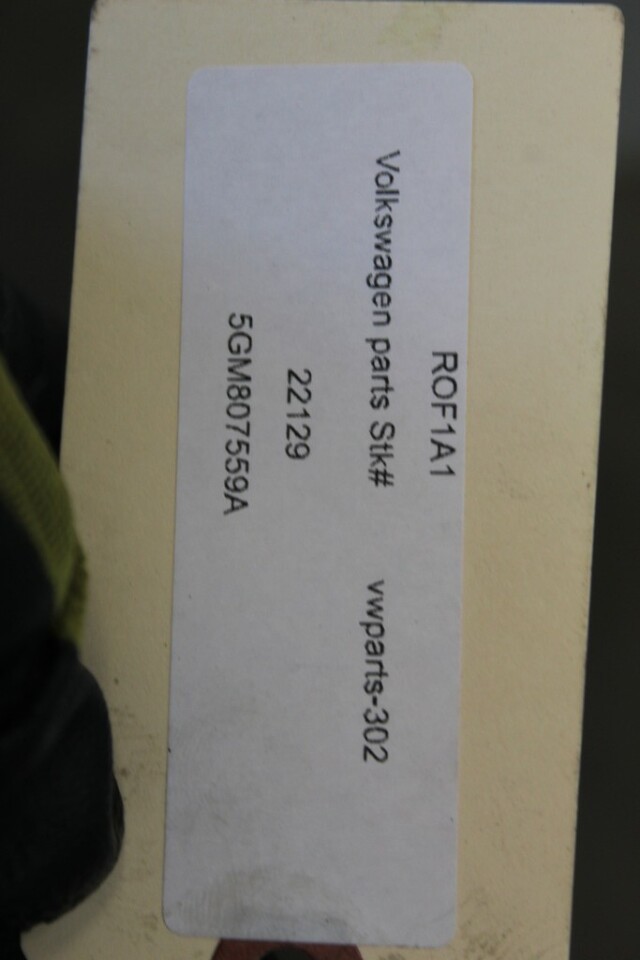 ROF1A1
Volkswagen parts Stk# vwparts-302
22129
5GM807559A